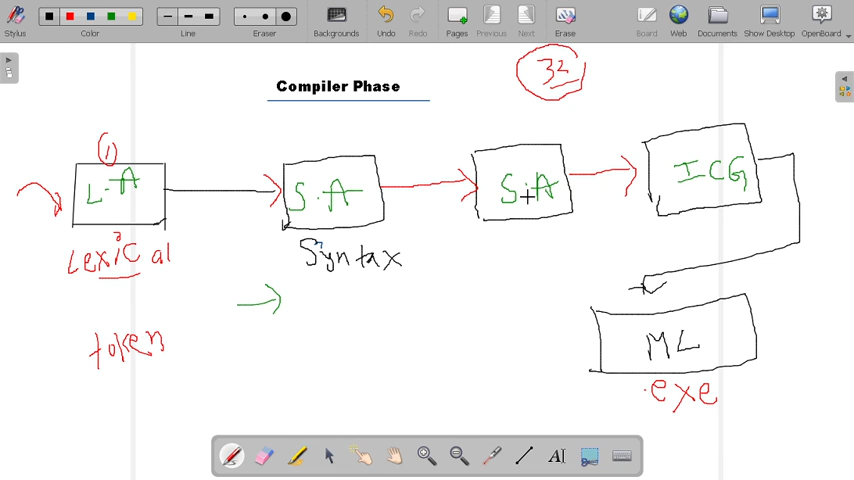 Stylus Color Line Eraser Backgrounds Undo Redo Pages Previous Next Erase Board Web Documents Show Desktop OpenBoard
32
Compiler Phase
1
L-A S.A S.A ICG
Lexical Syntax
token
ML
.exe
AI